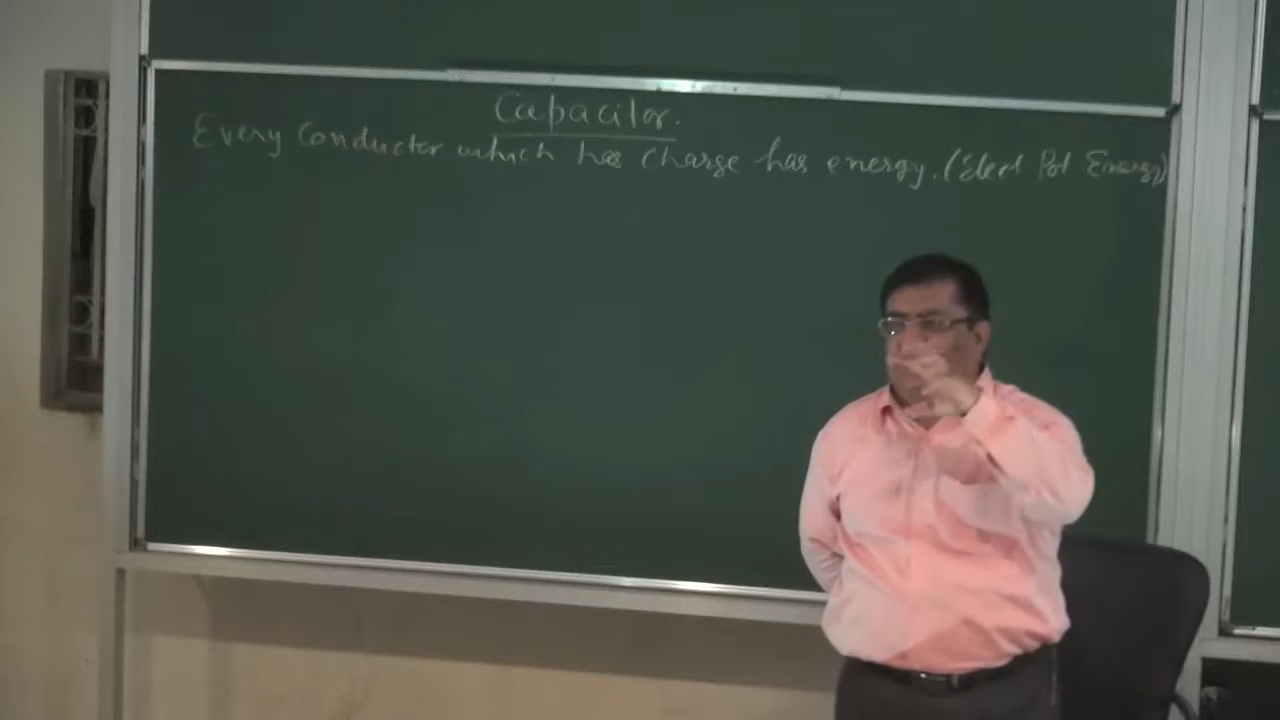 Capacitor.
Every Conductor which has charge has energy. (Elect Pot Energy)